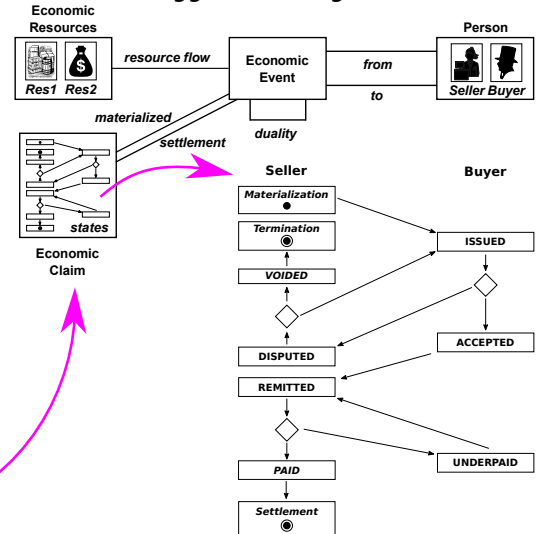 Economic
Resources
Person
resource flow
Economic
Event
from
to
Res1 Res2
Seller Buyer
materialized
settlement
duality
states
Economic
Claim
Seller
Buyer
Materialization
Termination
ISSUED
VOIDED
DISPUTED
ACCEPTED
REMITTED
PAID
UNDERPAID
Settlement